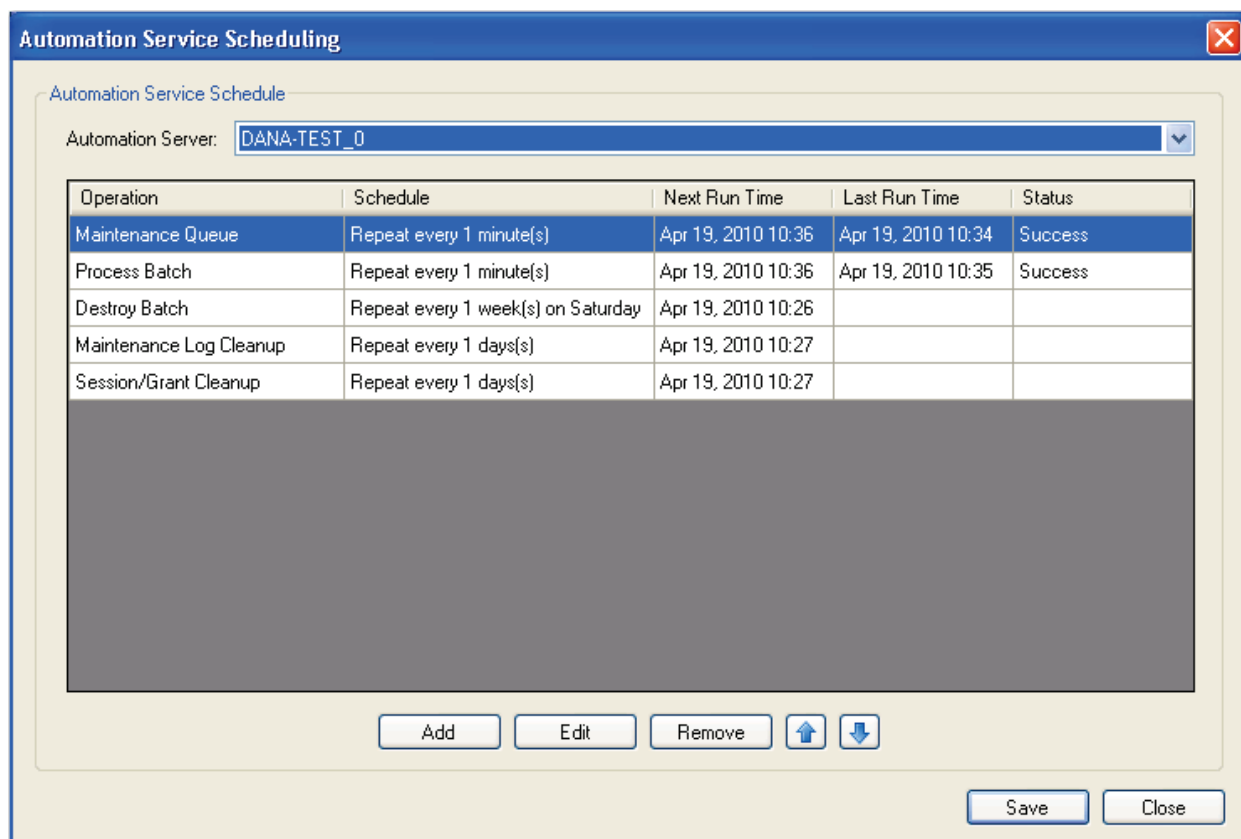 Automation Service Scheduling
Automation Service Schedule
Automation Server: DANA-TEST_0
Operation Schedule Next Run Time Last Run Time Status
Maintenance Queue Repeat every 1 minute(s) Apr 19, 2010 10:36 Apr 19, 2010 10:34 Success
Process Batch Repeat every 1 minute(s) Apr 19, 2010 10:36 Apr 19, 2010 10:35 Success
Destroy Batch Repeat every 1 week(s) on Saturday Apr 19, 2010 10:26
Maintenance Log Cleanup Repeat every 1 days(s) Apr 19, 2010 10:27
Session/Grant Cleanup Repeat every 1 days(s) Apr 19, 2010 10:27
Add Edit Remove
Save Close